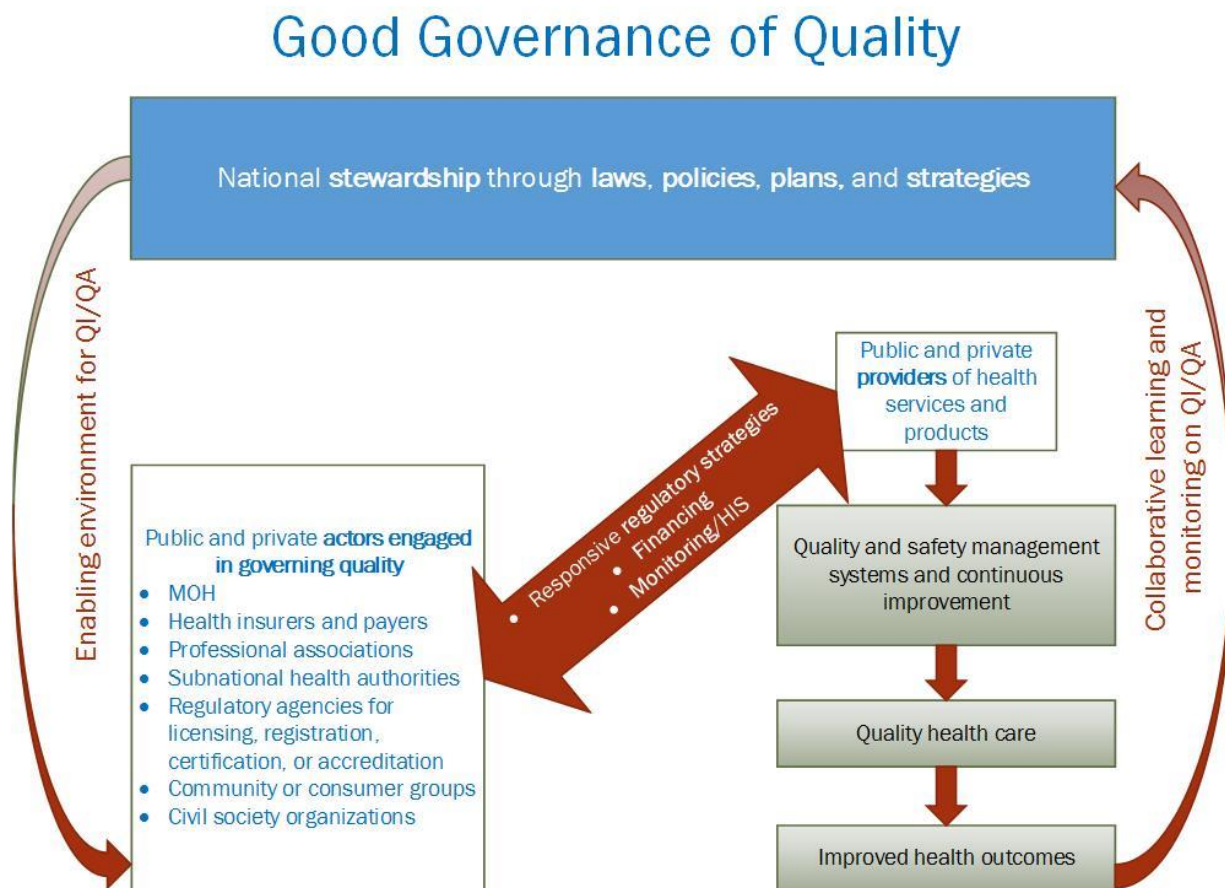 Good Governance of Quality
National stewardship through laws, policies, plans, and strategies
Enabling environment for QI/QA
Public and private actors engaged
in governing quality
• MOH
• Health insurers and payers
• Professional associations
• Subnational health authorities
• Regulatory agencies for
licensing, registration,
certification, or accreditation
• Community or consumer groups
• Civil society organizations
• Responsive regulatory strategies
• Financing
• Monitoring/HIS
Public and private
providers of health
services and
products
Quality and safety management
systems and continuous
improvement
Quality health care
Improved health outcomes
Collaborative learning and
monitoring on QI/QA